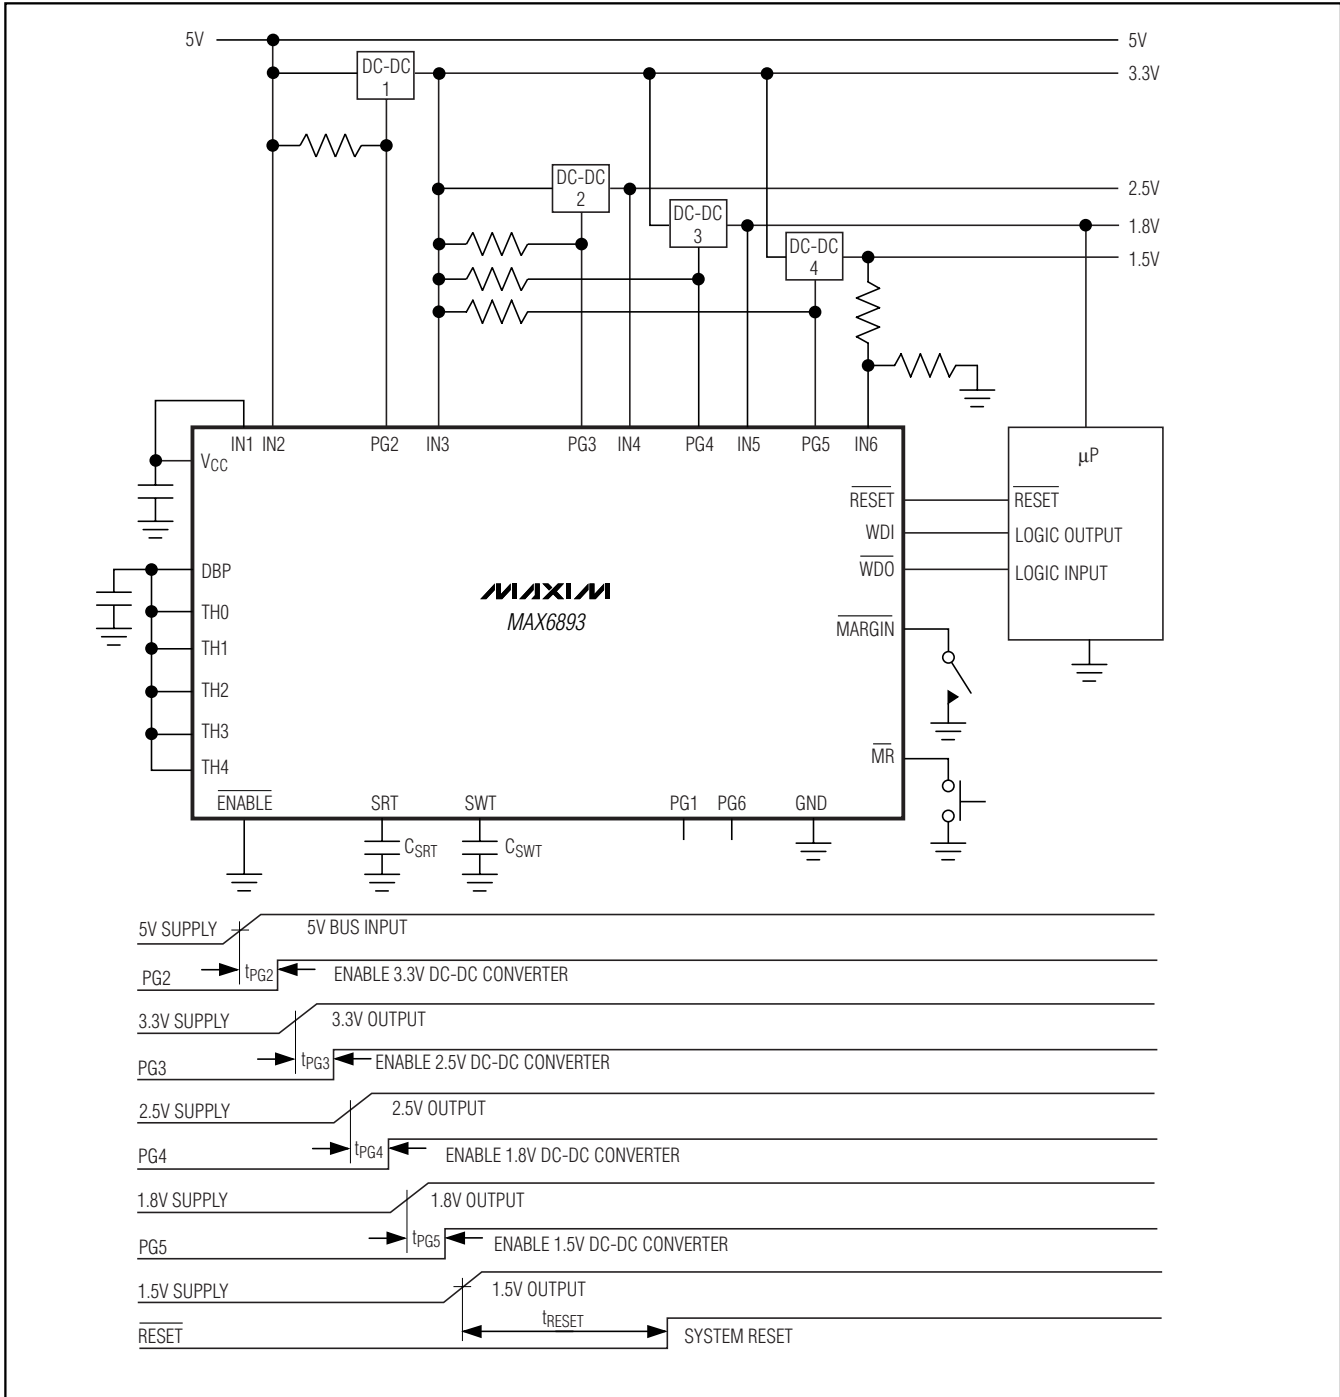 5V
5V
DC-DC
1
3.3V
DC-DC
2
2.5V
DC-DC
3
1.8V
DC-DC
4
1.5V
IN1 IN2 PG2 IN3 PG3 IN4 PG4 IN5 PG5 IN6
VCC
μP
RESET RESET
WDI LOGIC OUTPUT
WDO LOGIC INPUT
DBP
TH0
TH1
TH2
TH3
TH4
MAXIM
MAX6893
MARGIN
MR
ENABLE SRT SWT PG1 PG6 GND
CSRT CSWT
5V SUPPLY 5V BUS INPUT
PG2 tPG2 ENABLE 3.3V DC-DC CONVERTER
3.3V SUPPLY 3.3V OUTPUT
PG3 tPG3 ENABLE 2.5V DC-DC CONVERTER
2.5V SUPPLY 2.5V OUTPUT
PG4 tPG4 ENABLE 1.8V DC-DC CONVERTER
1.8V SUPPLY 1.8V OUTPUT
PG5 tPG5 ENABLE 1.5V DC-DC CONVERTER
1.5V SUPPLY 1.5V OUTPUT
RESET tRESET SYSTEM RESET